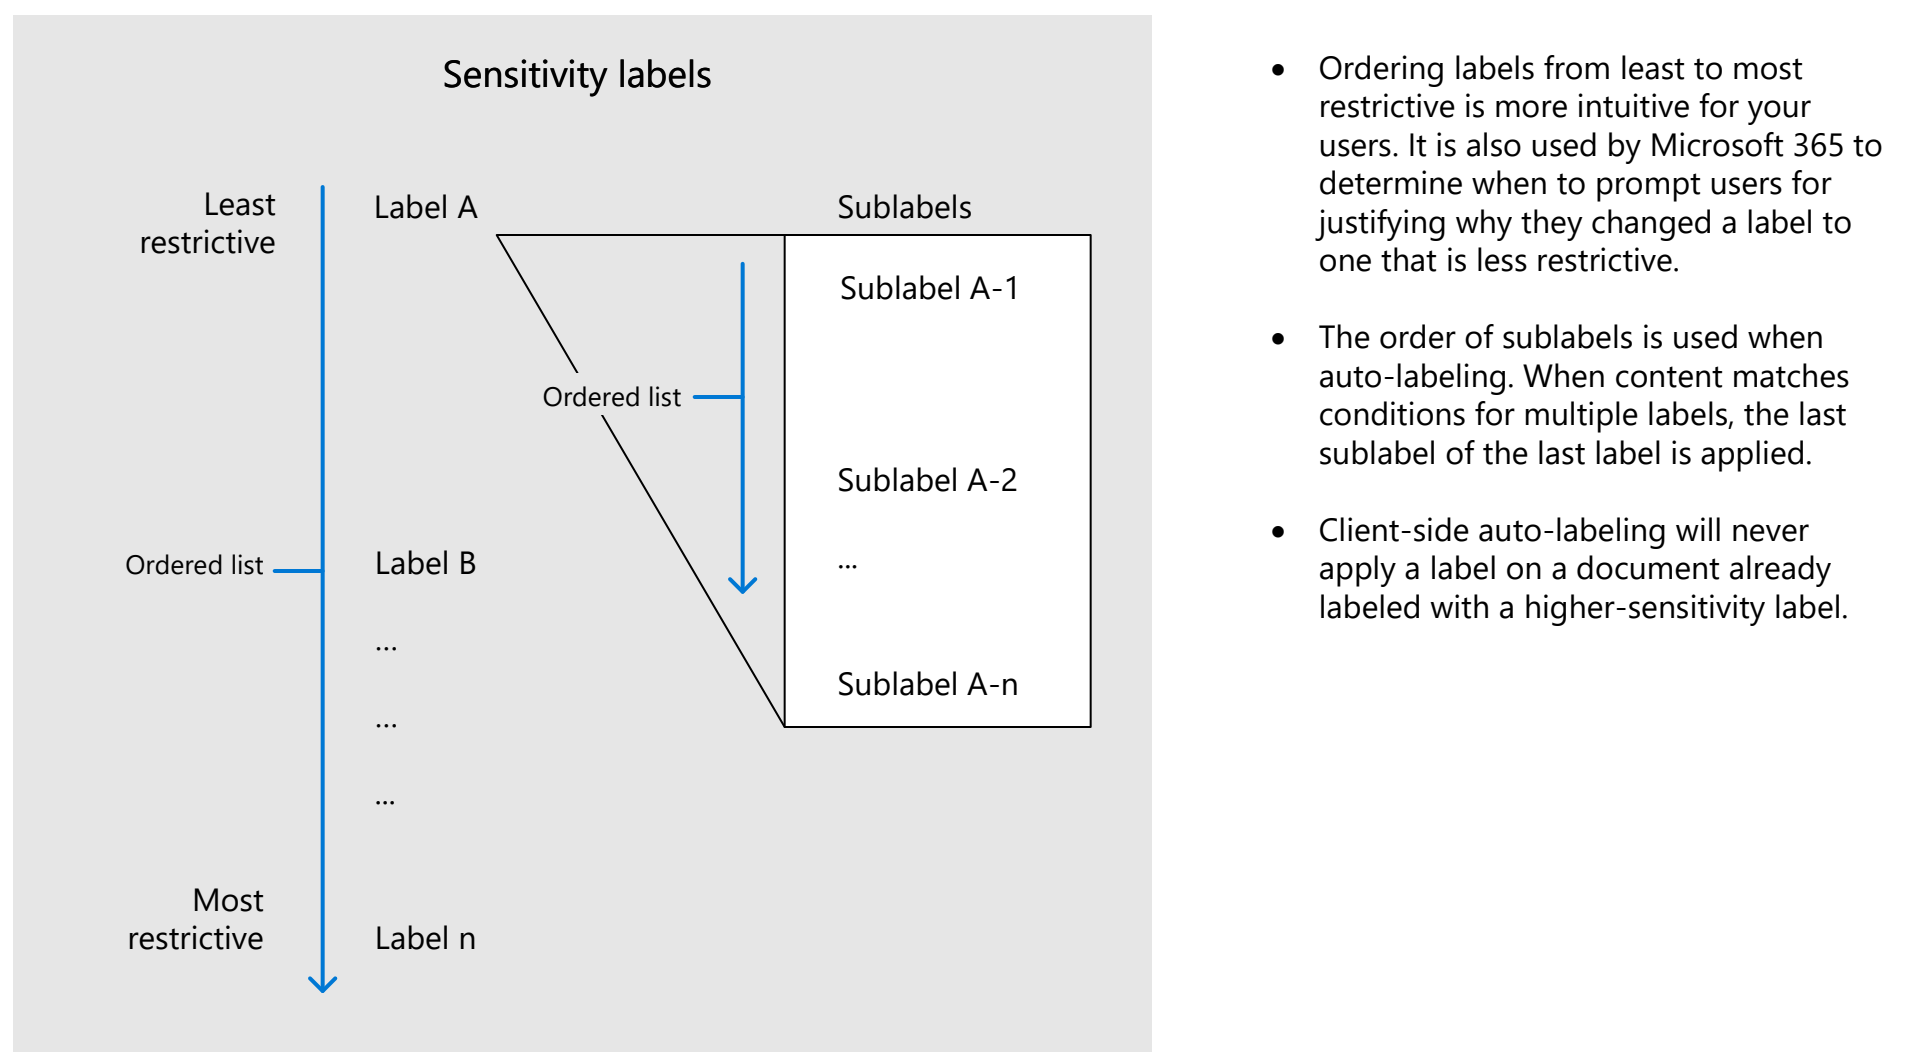 Sensitivity labels
Least
restrictive
Label A
Sublabels
Sublabel A-1
Ordered list
Sublabel A-2
...
Sublabel A-n
Ordered list
Label B
...
...
...
Most
restrictive
Label n
• Ordering labels from least to most
restrictive is more intuitive for your
users. It is also used by Microsoft 365 to
determine when to prompt users for
justifying why they changed a label to
one that is less restrictive.
• The order of sublabels is used when
auto-labeling. When content matches
conditions for multiple labels, the last
sublabel of the last label is applied.
• Client-side auto-labeling will never
apply a label on a document already
labeled with a higher-sensitivity label.